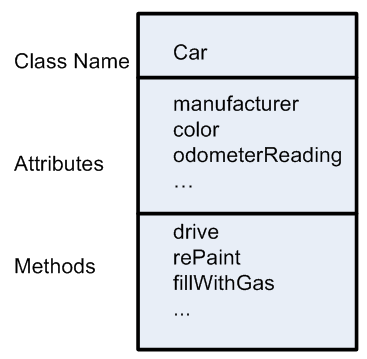 Class Name
Car
Attributes
manufacturer
color
odometerReading
...
Methods
drive
rePaint
fillWithGas
...